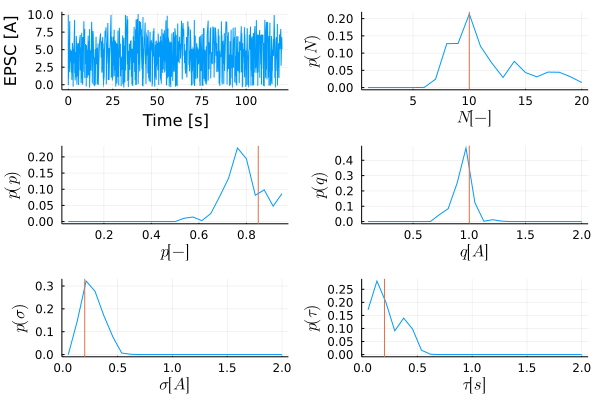 EPSC [A]
10.0
7.5
5.0
2.5
0.0
0 25 50 75 100
Time [s]
p(N)
0.20
0.15
0.10
0.05
0.00
5 10 15 20
N[−]
p(p)
0.20
0.15
0.10
0.05
0.00
0.2 0.4 0.6 0.8
p[−]
p(q)
0.4
0.3
0.2
0.1
0.0
0.5 1.0 1.5 2.0
q[A]
p(σ)
0.3
0.2
0.1
0.0
0.0 0.5 1.0 1.5 2.0
σ[A]
p(τ)
0.25
0.20
0.15
0.10
0.05
0.00
0.0 0.5 1.0 1.5 2.0
τ[s]